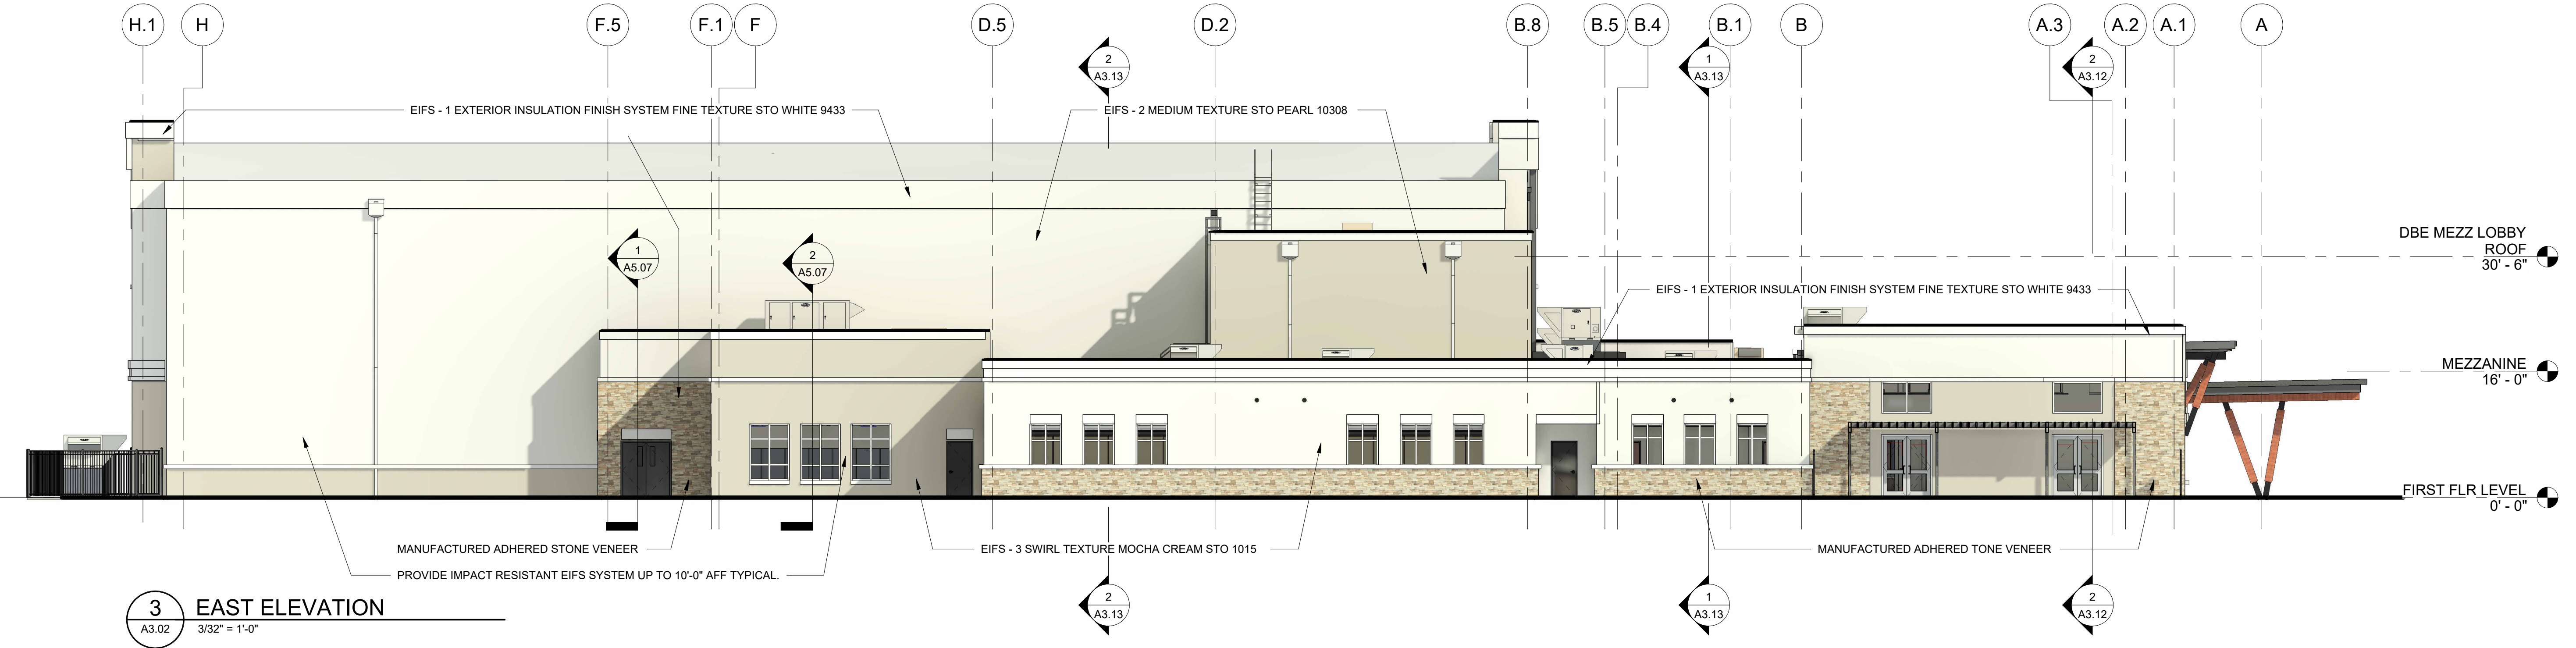 H.1
H
F.5
F.1
F
D.5
D.2
B.8
B.5
B.4
B.1
B
A.3
A.2
A.1
A
2
A3.13
1
A3.13
2
A3.12
EIFS - 1 EXTERIOR INSULATION FINISH SYSTEM FINE TEXTURE STO WHITE 9433
EIFS - 2 MEDIUM TEXTURE STO PEARL 10308
DBE MEZZ LOBBY
ROOF
30' - 6"
1
A5.07
2
A5.07
EIFS - 1 EXTERIOR INSULATION FINISH SYSTEM FINE TEXTURE STO WHITE 9433
MEZZANINE
16' - 0"
FIRST FLR LEVEL
0' - 0"
MANUFACTURED ADHERED STONE VENEER
EIFS - 3 SWIRL TEXTURE MOCHA CREAM STO 1015
MANUFACTURED ADHERED TONE VENEER
PROVIDE IMPACT RESISTANT EIFS SYSTEM UP TO 10'-0" AFF TYPICAL.
2
A3.13
1
A3.13
2
A3.12
3
A3.02
EAST ELEVATION
3/32" = 1'-0"